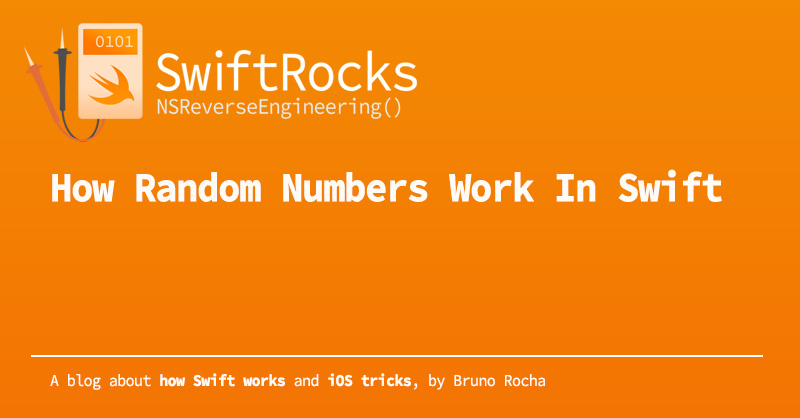 0101
SwiftRocks
NSReverseEngineering()
How Random Numbers Work In Swift
A blog about how Swift works and iOS tricks, by Bruno Rocha